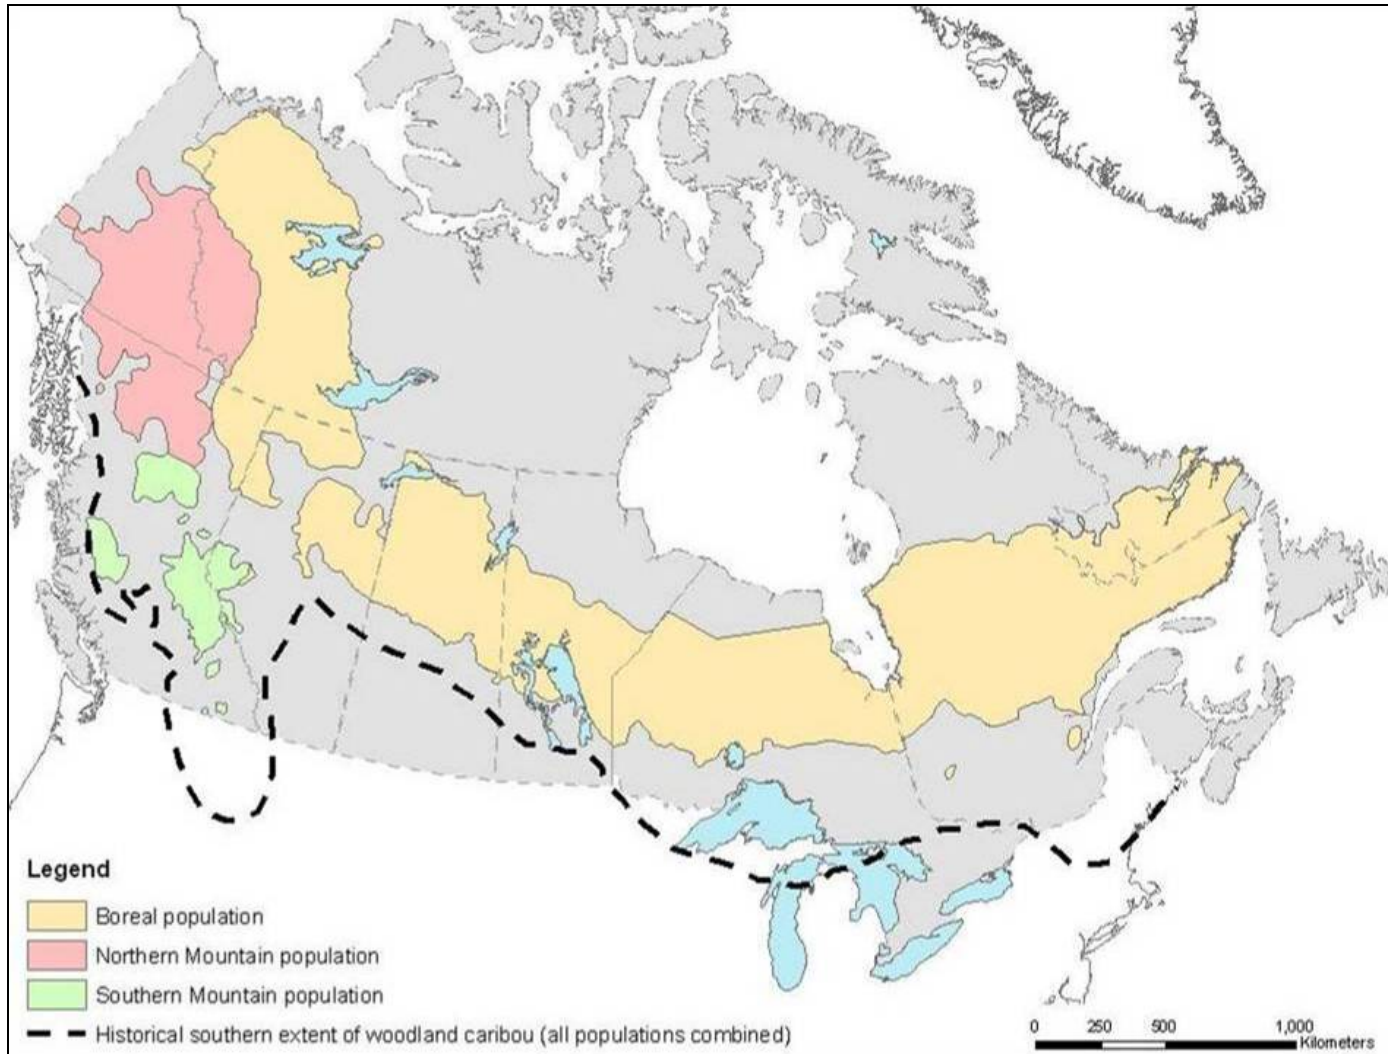 Legend
Boreal population
Northern Mountain population
Southern Mountain population
Historical southern extent of woodland caribou (all populations combined)
0 250 500 1,000
Kilometers